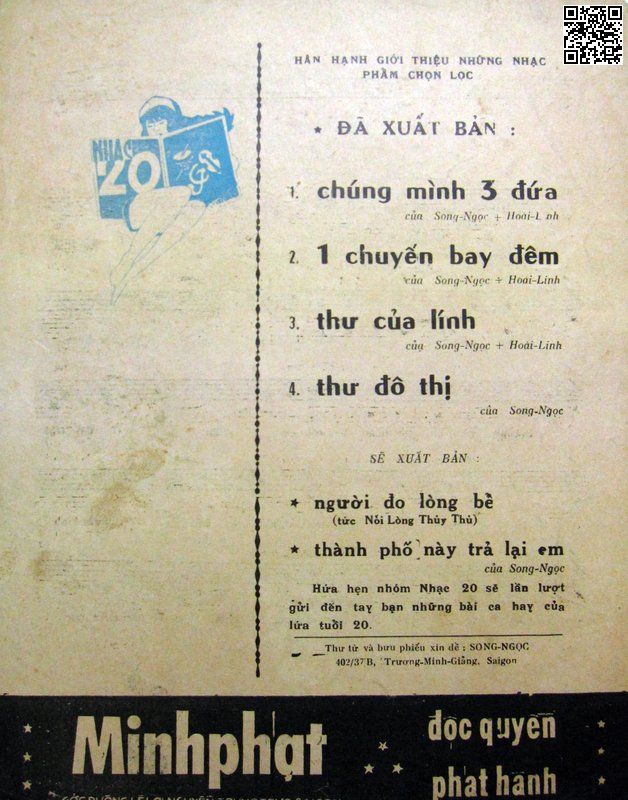 NHẠC
20
HÂN HẠNH GIỚI THIỆU NHỮNG NHẠC
PHẨM CHỌN LỌC
★ ĐÃ XUẤT BẢN :
1. chúng mình 3 đứa
của Song-Ngọc + Hoài-Linh
2. 1 chuyến bay đêm
của Song-Ngọc + Hoài-Linh
3. thư của lính
của Song-Ngọc + Hoài-Linh
4. thư đô thị
của Song-Ngọc
SẼ XUẤT BẢN :
★ người đo lòng bể
(tức Nỗi Lòng Thủy Thủ)
★ thành phố này trả lại em
của Song-Ngọc
Hứa hẹn nhóm Nhạc 20 sẽ lần lượt
gửi đến tay bạn những bài ca hay của
lứa tuổi 20.
Thư từ và bưu phiếu xin đề : SONG-NGỌC
402/37B, Trương-Minh-Giảng, Saigon
Minhphạt
độc quyền
phát hành